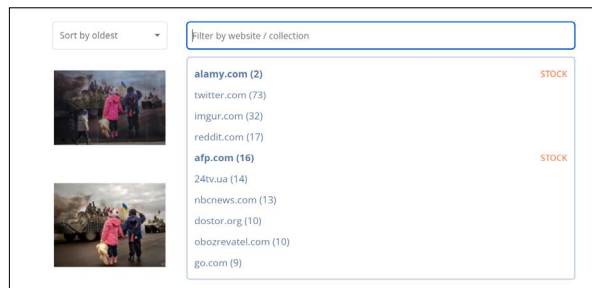 Sort by oldest
Filter by website / collection
alamy.com (2) STOCK
twitter.com (73)
imgur.com (32)
reddit.com (17)
afp.com (16) STOCK
24tv.ua (14)
nbcnews.com (13)
dostor.org (10)
obozrevatel.com (10)
go.com (9)